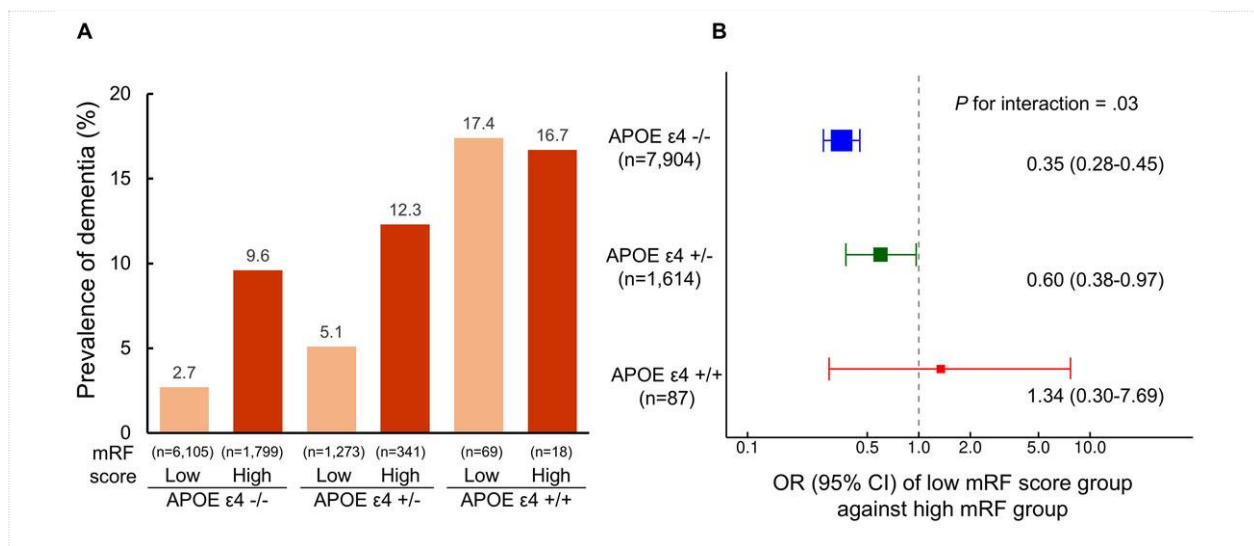 A
Prevalence of dementia (%)
20
15
10
5
0
2.7
9.6
5.1
12.3
17.4
16.7
mRF (n=6,105) (n=1,799) (n=1,273) (n=341) (n=69) (n=18)
score Low High Low High Low High
APOE ε4 -/- APOE ε4 +/- APOE ε4 +/+
B
P for interaction = .03
APOE ε4 -/-
(n=7,904)
0.35 (0.28-0.45)
APOE ε4 +/-
(n=1,614)
0.60 (0.38-0.97)
APOE ε4 +/+
(n=87)
1.34 (0.30-7.69)
0.1 0.5 1.0 2.0 10.0
OR (95% CI) of low mRF score group
against high mRF group